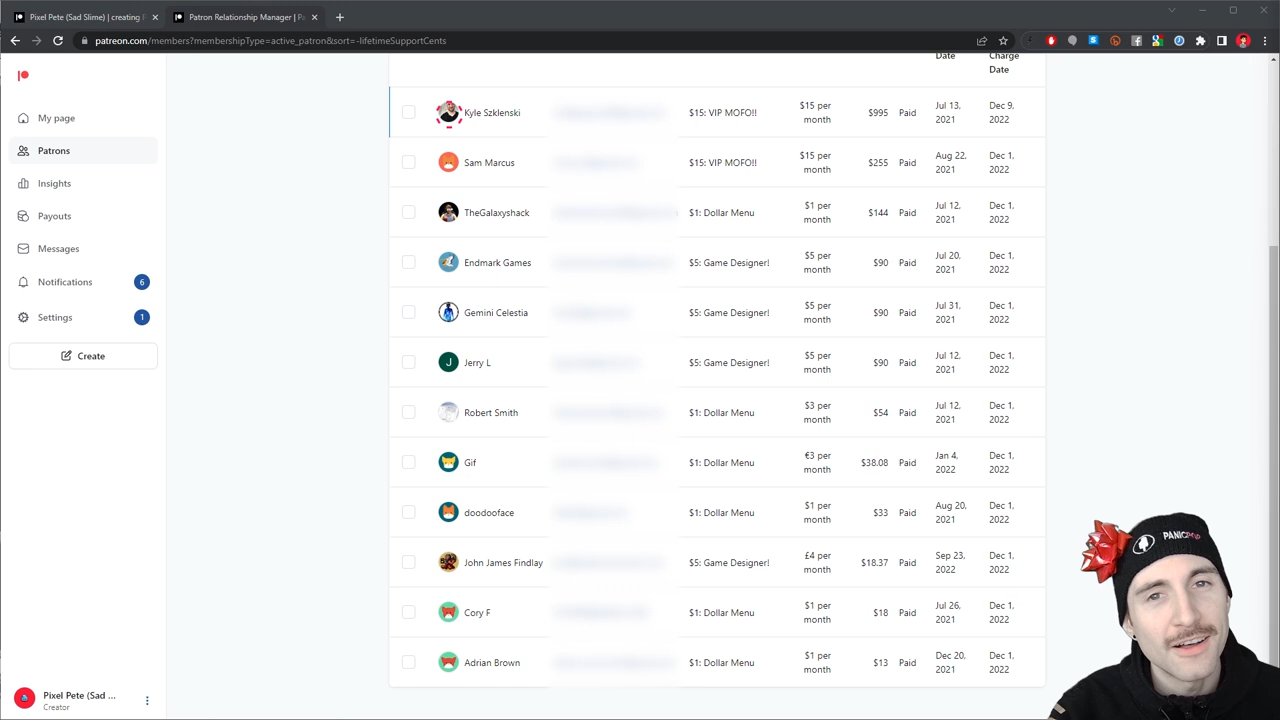 Pixel Pete (Sad Slime) | creating P
Patron Relationship Manager | Pa
patreon.com/members?membershipType=active_patron&sort=-lifetimeSupportCents
My page
Patrons
Insights
Payouts
Messages
Notifications 6
Settings 1
Create
Pixel Pete (Sad ...
Creator
Date
Charge
Date
Kyle Szklenski $15: VIP MOFO!! $15 per month $995 Paid Jul 13, 2021 Dec 9, 2022
Sam Marcus $15: VIP MOFO!! $15 per month $255 Paid Aug 22, 2021 Dec 1, 2022
TheGalaxyshack $1: Dollar Menu $1 per month $144 Paid Jul 12, 2021 Dec 1, 2022
Endmark Games $5: Game Designer! $5 per month $90 Paid Jul 20, 2021 Dec 1, 2022
Gemini Celestia $5: Game Designer! $5 per month $90 Paid Jul 31, 2021 Dec 1, 2022
J Jerry L $5: Game Designer! $5 per month $90 Paid Jul 12, 2021 Dec 1, 2022
Robert Smith $1: Dollar Menu $3 per month $54 Paid Jul 12, 2021 Dec 1, 2022
Gif $1: Dollar Menu €3 per month $38.08 Paid Jan 4, 2022 Dec 1, 2022
doodooface $1: Dollar Menu $1 per month $33 Paid Aug 20, 2021 Dec 1, 2022
John James Findlay $5: Game Designer! £4 per month $18.37 Paid Sep 23, 2022 Dec 1, 2022
Cory F $1: Dollar Menu $1 per month $18 Paid Jul 26, 2021 Dec 1, 2022
Adrian Brown $1: Dollar Menu $1 per month $13 Paid Dec 20, 2021 Dec 1, 2022